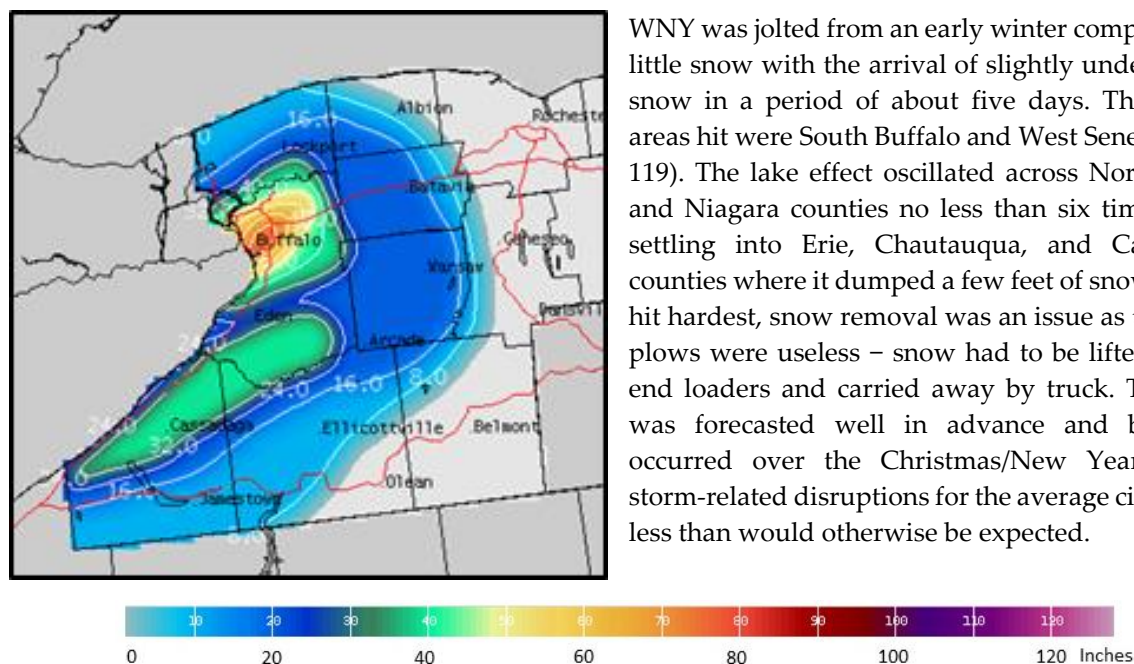 WNY was jolted from an early winter comp
little snow with the arrival of slightly unde
snow in a period of about five days. Th
areas hit were South Buffalo and West Sene
119). The lake effect oscillated across Nor
and Niagara counties no less than six tim
settling into Erie, Chautauqua, and Ca
counties where it dumped a few feet of snow
hit hardest, snow removal was an issue as
plows were useless – snow had to be lifte
end loaders and carried away by truck. T
was forecasted well in advance and b
occurred over the Christmas/New Year
storm-related disruptions for the average ci
less than would otherwise be expected.
Albion
16.0
Rocheste
Lockport
Batavia
Buffalo
Geneseo
Warsaw
Eden
Dansvill
Arcade
24.0
24.0 16.0 8.0
24.0
Cassadaga
Ellicottville
Belmont
32.0
Olean
16.0
Jamestown
8.0
10 20 30 40 50 60 70 80 90 100 110 120
0 20 40 60 80 100 120 Inches